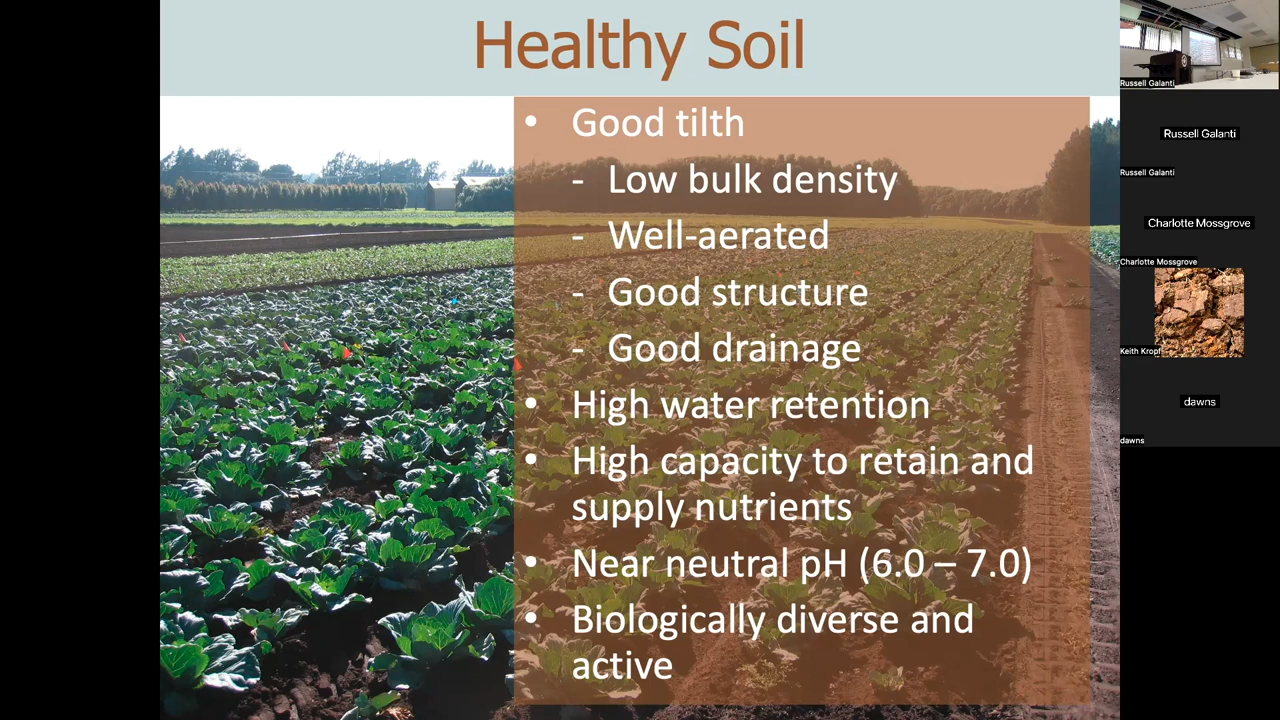 Healthy Soil
• Good tilth
- Low bulk density
- Well-aerated
- Good structure
- Good drainage
• High water retention
• High capacity to retain and
supply nutrients
• Near neutral pH (6.0 – 7.0)
• Biologically diverse and
active
Russell Galanti
Russell Galanti
Russell Galanti
Charlotte Mossgrove
Charlotte Mossgrove
Keith Kropf
dawns
dawns